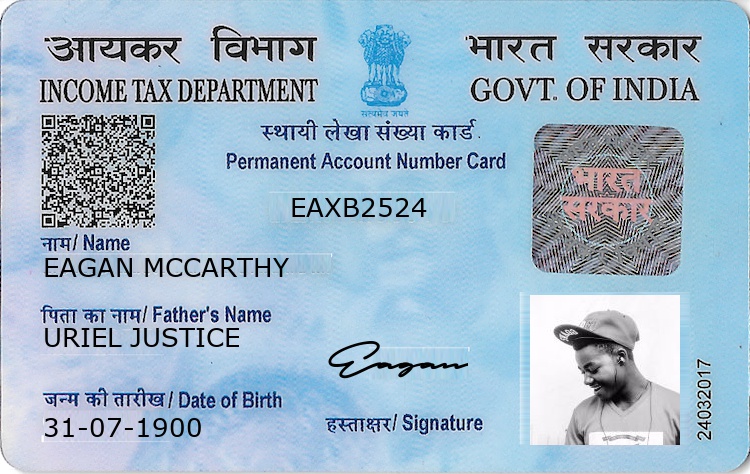 आयकर विभाग
भारत सरकार
INCOME TAX DEPARTMENT
GOVT. OF INDIA
सत्यमेव जयते
स्थायी लेखा संख्या कार्ड
Permanent Account Number Card
EAXB2524
भारत
सरकार
नाम/ Name
EAGAN MCCARTHY
पिता का नाम/ Father's Name
URIEL JUSTICE
Eagan
जन्म की तारीख/ Date of Birth
31-07-1900
हस्ताक्षर/ Signature
24032017